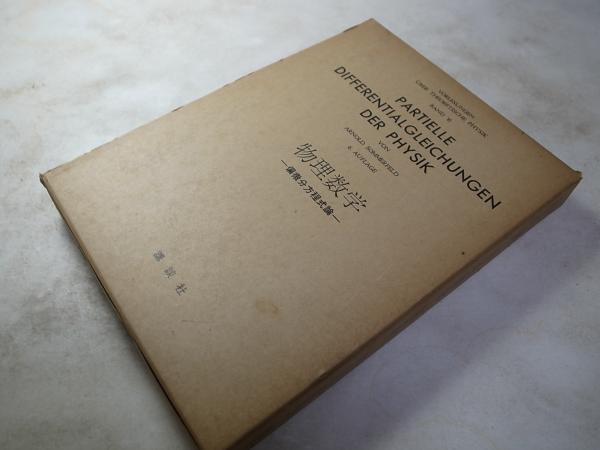 VORLESUNGEN
ÜBER THEORETISCHE PHYSIK
BAND VI
PARTIELLE
DIFFERENTIALGLEICHUNGEN
DER PHYSIK
VON
ARNOLD SOMMERFELD
6. AUFLAGE
物理数学
—偏微分方程式論—
講談社